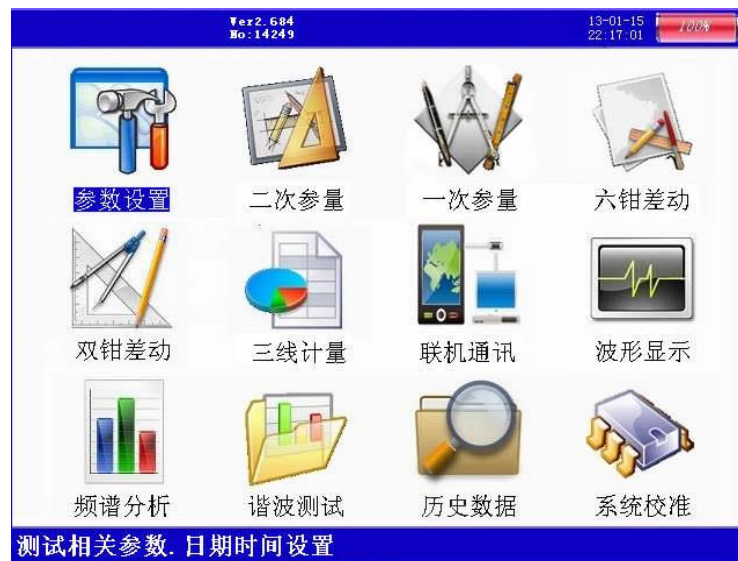 Ver2.684
No:14249
13-01-15
22:17:01
100%
参数设置
二次参量
一次参量
六钳差动
双钳差动
三线计量
联机通讯
波形显示
频谱分析
谐波测试
历史数据
系统校准
测试相关参数.日期时间设置